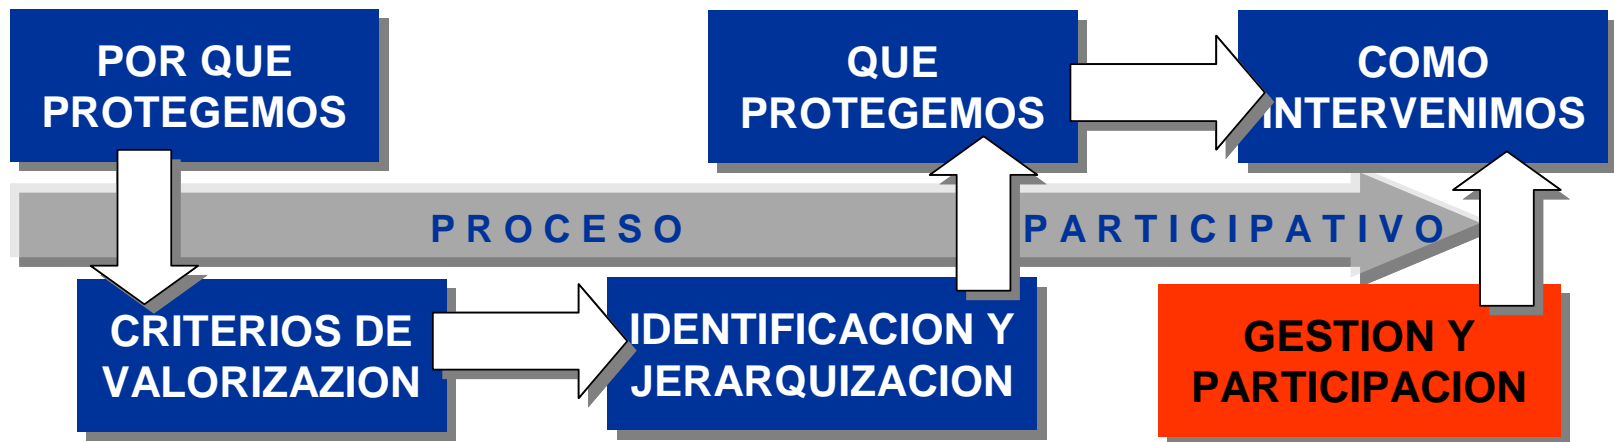 POR QUE
PROTEGEMOS
QUE
PROTEGEMOS
COMO
INTERVENIMOS
PROCESO PARTICIPATIVO
CRITERIOS DE
VALORIZAZION
IDENTIFICACION Y
JERARQUIZACION
GESTION Y
PARTICIPACION